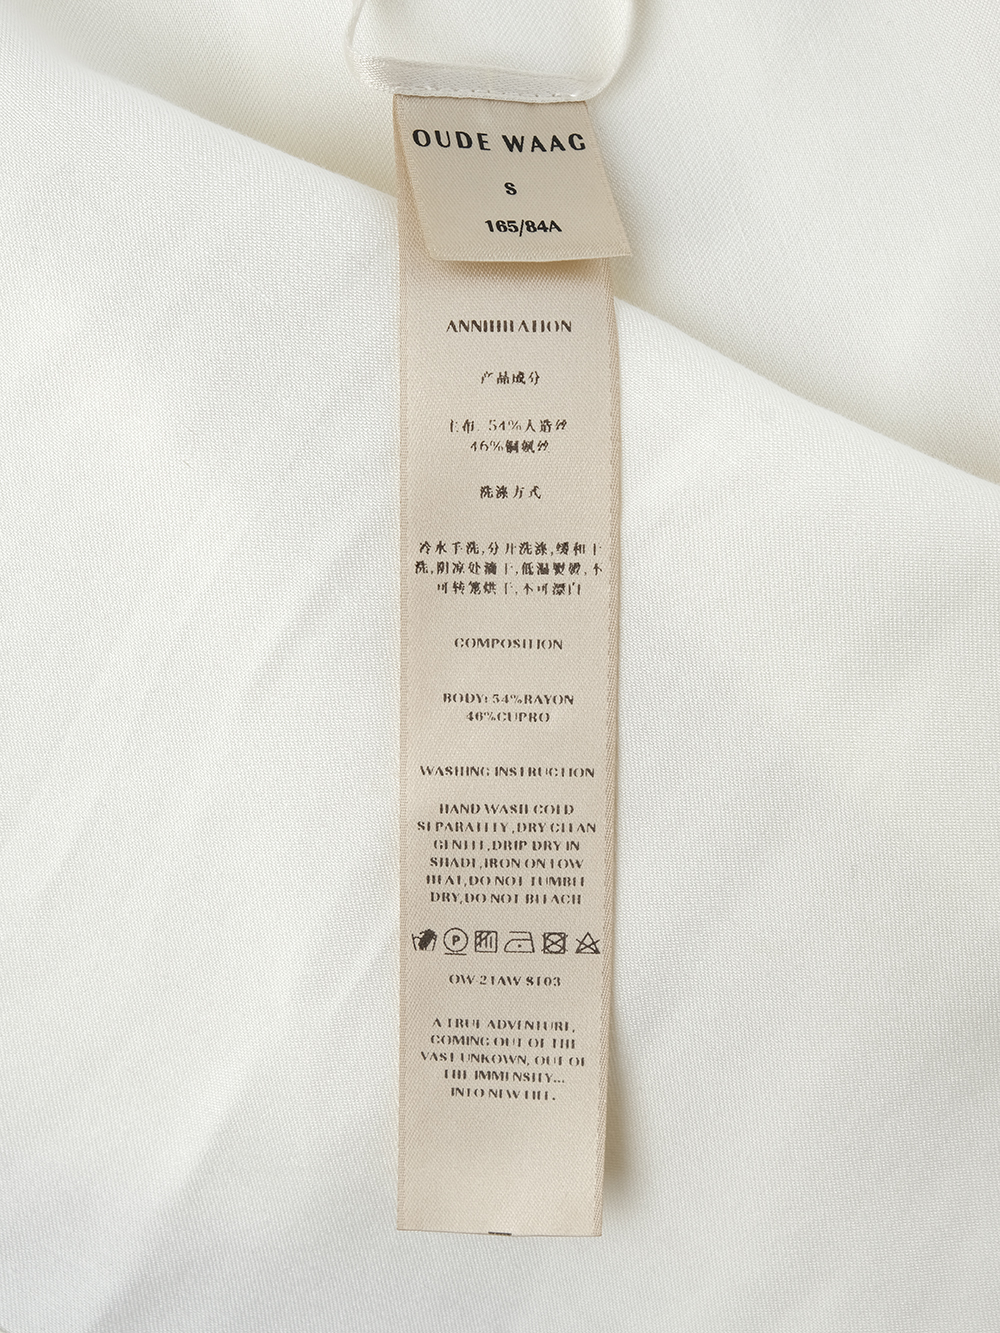 OUDE WAAG
S
165/84A
ANNIHILATION
产品成分
主布: 54%人造丝
46%铜氨丝
洗涤方式
冷水手洗,分开洗涤,缓和干
洗,阴凉处滴干,低温熨烫,不
可转笼烘干,不可漂白
COMPOSITION
BODY: 54%RAYON
46%CUPRO
WASHING INSTRUCTION
HAND WASH COLD
SEPARATELY,DRY CLEAN
GENTLE,DRIP DRY IN
SHADE,IRON ON LOW
HEAT,DO NOT TUMBLE
DRY,DO NOT BLEACH
P
OW-21AW S103
A TRUE ADVENTURE,
COMING OUT OF THE
VAST UNKOWN, OUT OF
THE IMMENSITY...
INTO NEW LIFE.